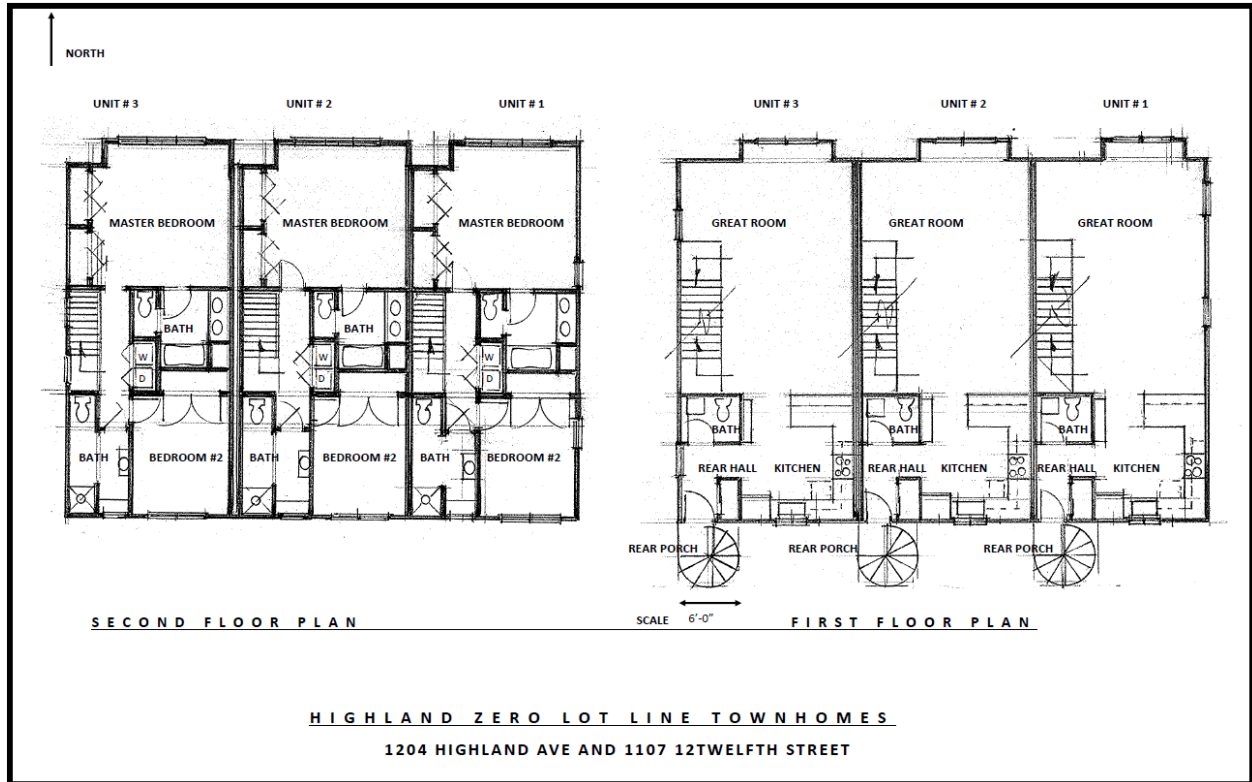 NORTH
UNIT # 3 UNIT # 2 UNIT # 1 UNIT # 3 UNIT # 2 UNIT # 1
MASTER BEDROOM MASTER BEDROOM MASTER BEDROOM GREAT ROOM GREAT ROOM GREAT ROOM
BATH BATH BATH
W W W
D D D
BATH BATH BATH
BATH BEDROOM #2 BATH BEDROOM #2 BATH BEDROOM #2
REAR HALL KITCHEN REAR HALL KITCHEN REAR HALL KITCHEN
REAR PORCH REAR PORCH REAR PORCH
SECOND FLOOR PLAN SCALE 6'-0" FIRST FLOOR PLAN
HIGHLAND ZERO LOT LINE TOWNHOMES
1204 HIGHLAND AVE AND 1107 12TWELFTH STREET